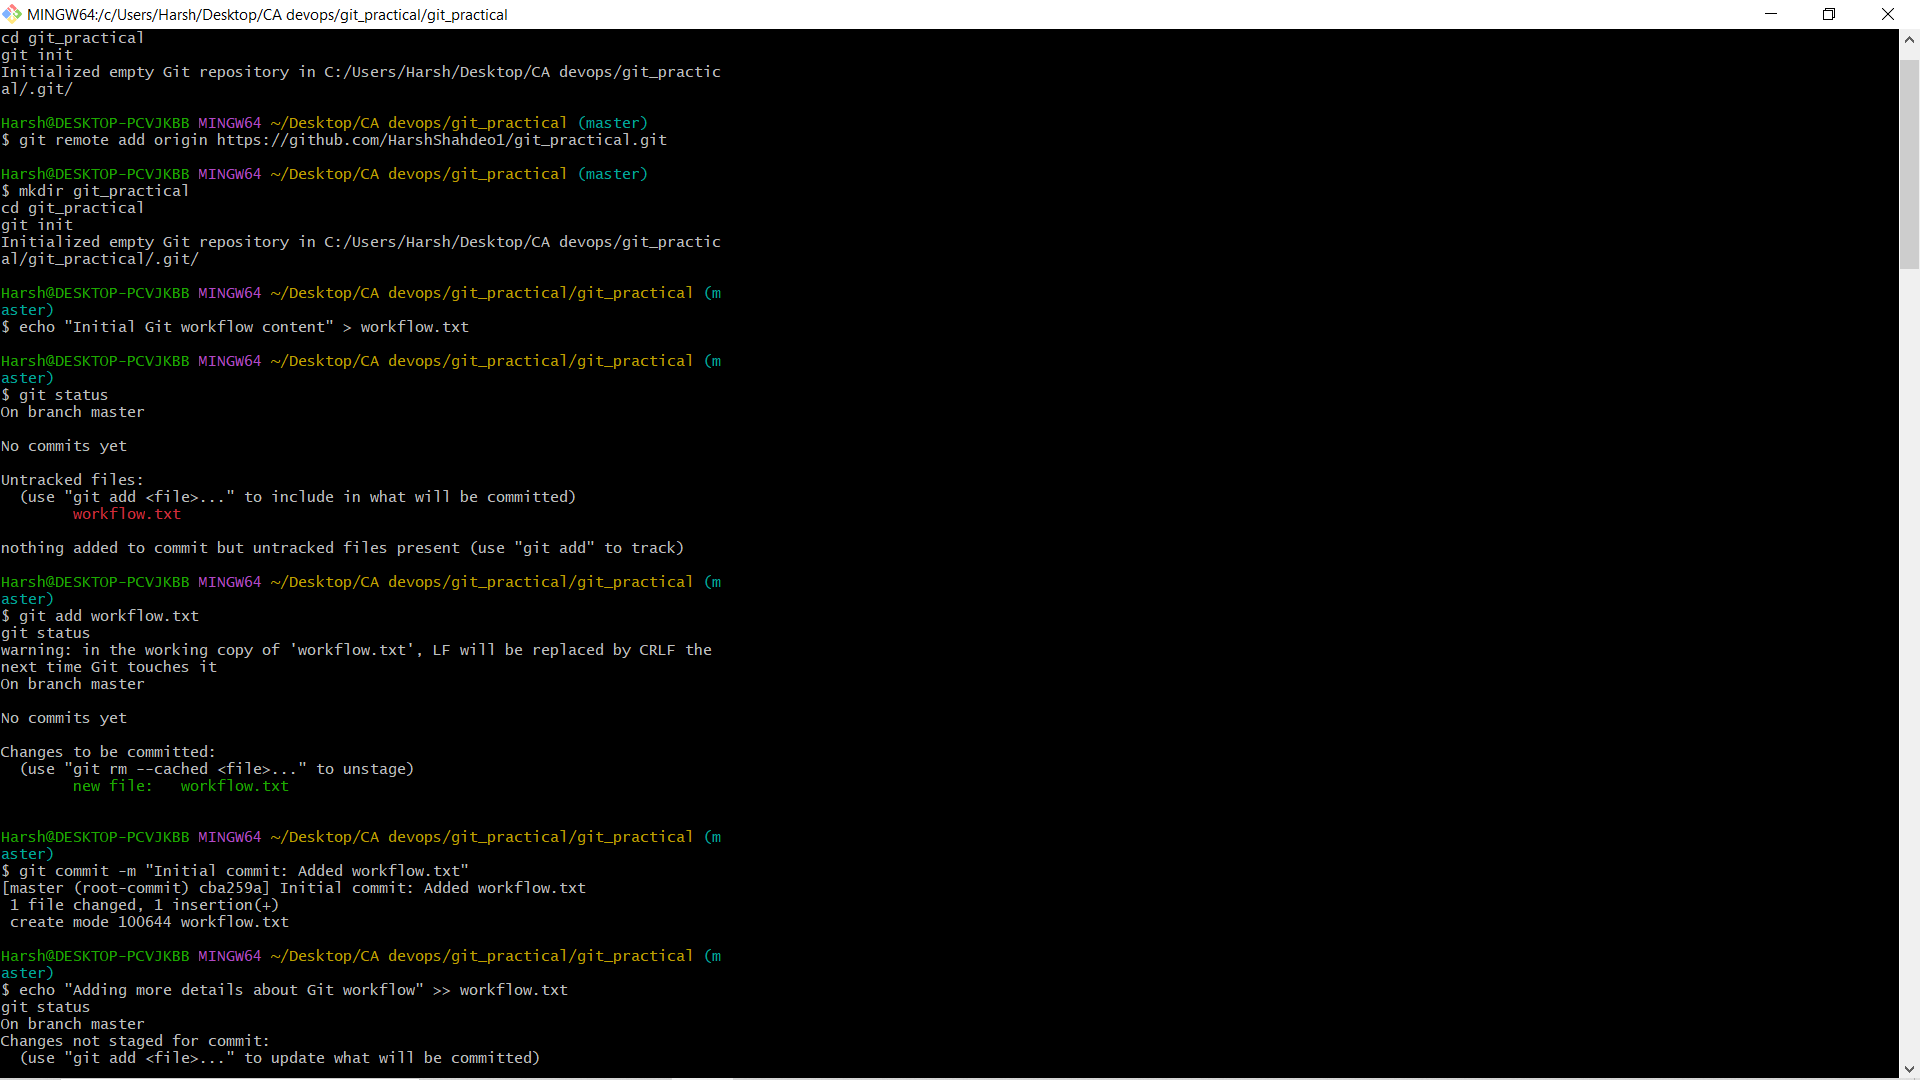 MINGW64:/c/Users/Harsh/Desktop/CA devops/git_practical/git_practical
cd git_practical
git init
Initialized empty Git repository in C:/Users/Harsh/Desktop/CA devops/git_practic
al/.git/
Harsh@DESKTOP-PCVJKBB MINGW64 ~/Desktop/CA devops/git_practical (master)
$ git remote add origin https://github.com/HarshShahdeo1/git_practical.git
Harsh@DESKTOP-PCVJKBB MINGW64 ~/Desktop/CA devops/git_practical (master)
$ mkdir git_practical
cd git_practical
git init
Initialized empty Git repository in C:/Users/Harsh/Desktop/CA devops/git_practic
al/git_practical/.git/
Harsh@DESKTOP-PCVJKBB MINGW64 ~/Desktop/CA devops/git_practical/git_practical (m
aster)
$ echo "Initial Git workflow content" > workflow.txt
Harsh@DESKTOP-PCVJKBB MINGW64 ~/Desktop/CA devops/git_practical/git_practical (m
aster)
$ git status
On branch master
No commits yet
Untracked files:
  (use "git add <file>..." to include in what will be committed)
        workflow.txt
nothing added to commit but untracked files present (use "git add" to track)
Harsh@DESKTOP-PCVJKBB MINGW64 ~/Desktop/CA devops/git_practical/git_practical (m
aster)
$ git add workflow.txt
git status
warning: in the working copy of 'workflow.txt', LF will be replaced by CRLF the
next time Git touches it
On branch master
No commits yet
Changes to be committed:
  (use "git rm --cached <file>..." to unstage)
        new file:   workflow.txt
Harsh@DESKTOP-PCVJKBB MINGW64 ~/Desktop/CA devops/git_practical/git_practical (m
aster)
$ git commit -m "Initial commit: Added workflow.txt"
[master (root-commit) cba259a] Initial commit: Added workflow.txt
 1 file changed, 1 insertion(+)
 create mode 100644 workflow.txt
Harsh@DESKTOP-PCVJKBB MINGW64 ~/Desktop/CA devops/git_practical/git_practical (m
aster)
$ echo "Adding more details about Git workflow" >> workflow.txt
git status
On branch master
Changes not staged for commit:
  (use "git add <file>..." to update what will be committed)